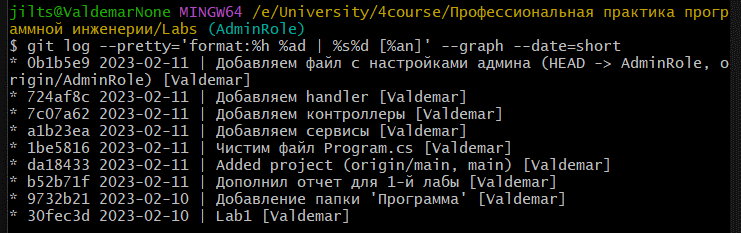 jilts@ValdemarNone MINGW64 /e/University/4course/Профессиональная практика прог
раммной инженерии/Labs (AdminRole)
$ git log --pretty='format:%h %ad | %s%d [%an]' --graph --date=short
* 0b1b5e9 2023-02-11 | Добавляем файл с настройками админа (HEAD -> AdminRole, o
rigin/AdminRole) [Valdemar]
* 724af8c 2023-02-11 | Добавляем handler [Valdemar]
* 7c07a62 2023-02-11 | Добавляем контроллеры [Valdemar]
* a1b23ea 2023-02-11 | Добавляем сервисы [Valdemar]
* 1be5816 2023-02-11 | Чистим файл Program.cs [Valdemar]
* da18433 2023-02-11 | Added project (origin/main, main) [Valdemar]
* b52b71f 2023-02-11 | Дополнил отчет для 1-й лабы [Valdemar]
* 9732b21 2023-02-10 | Добавление папки 'Программа' [Valdemar]
* 30fec3d 2023-02-10 | Lab1 [Valdemar]